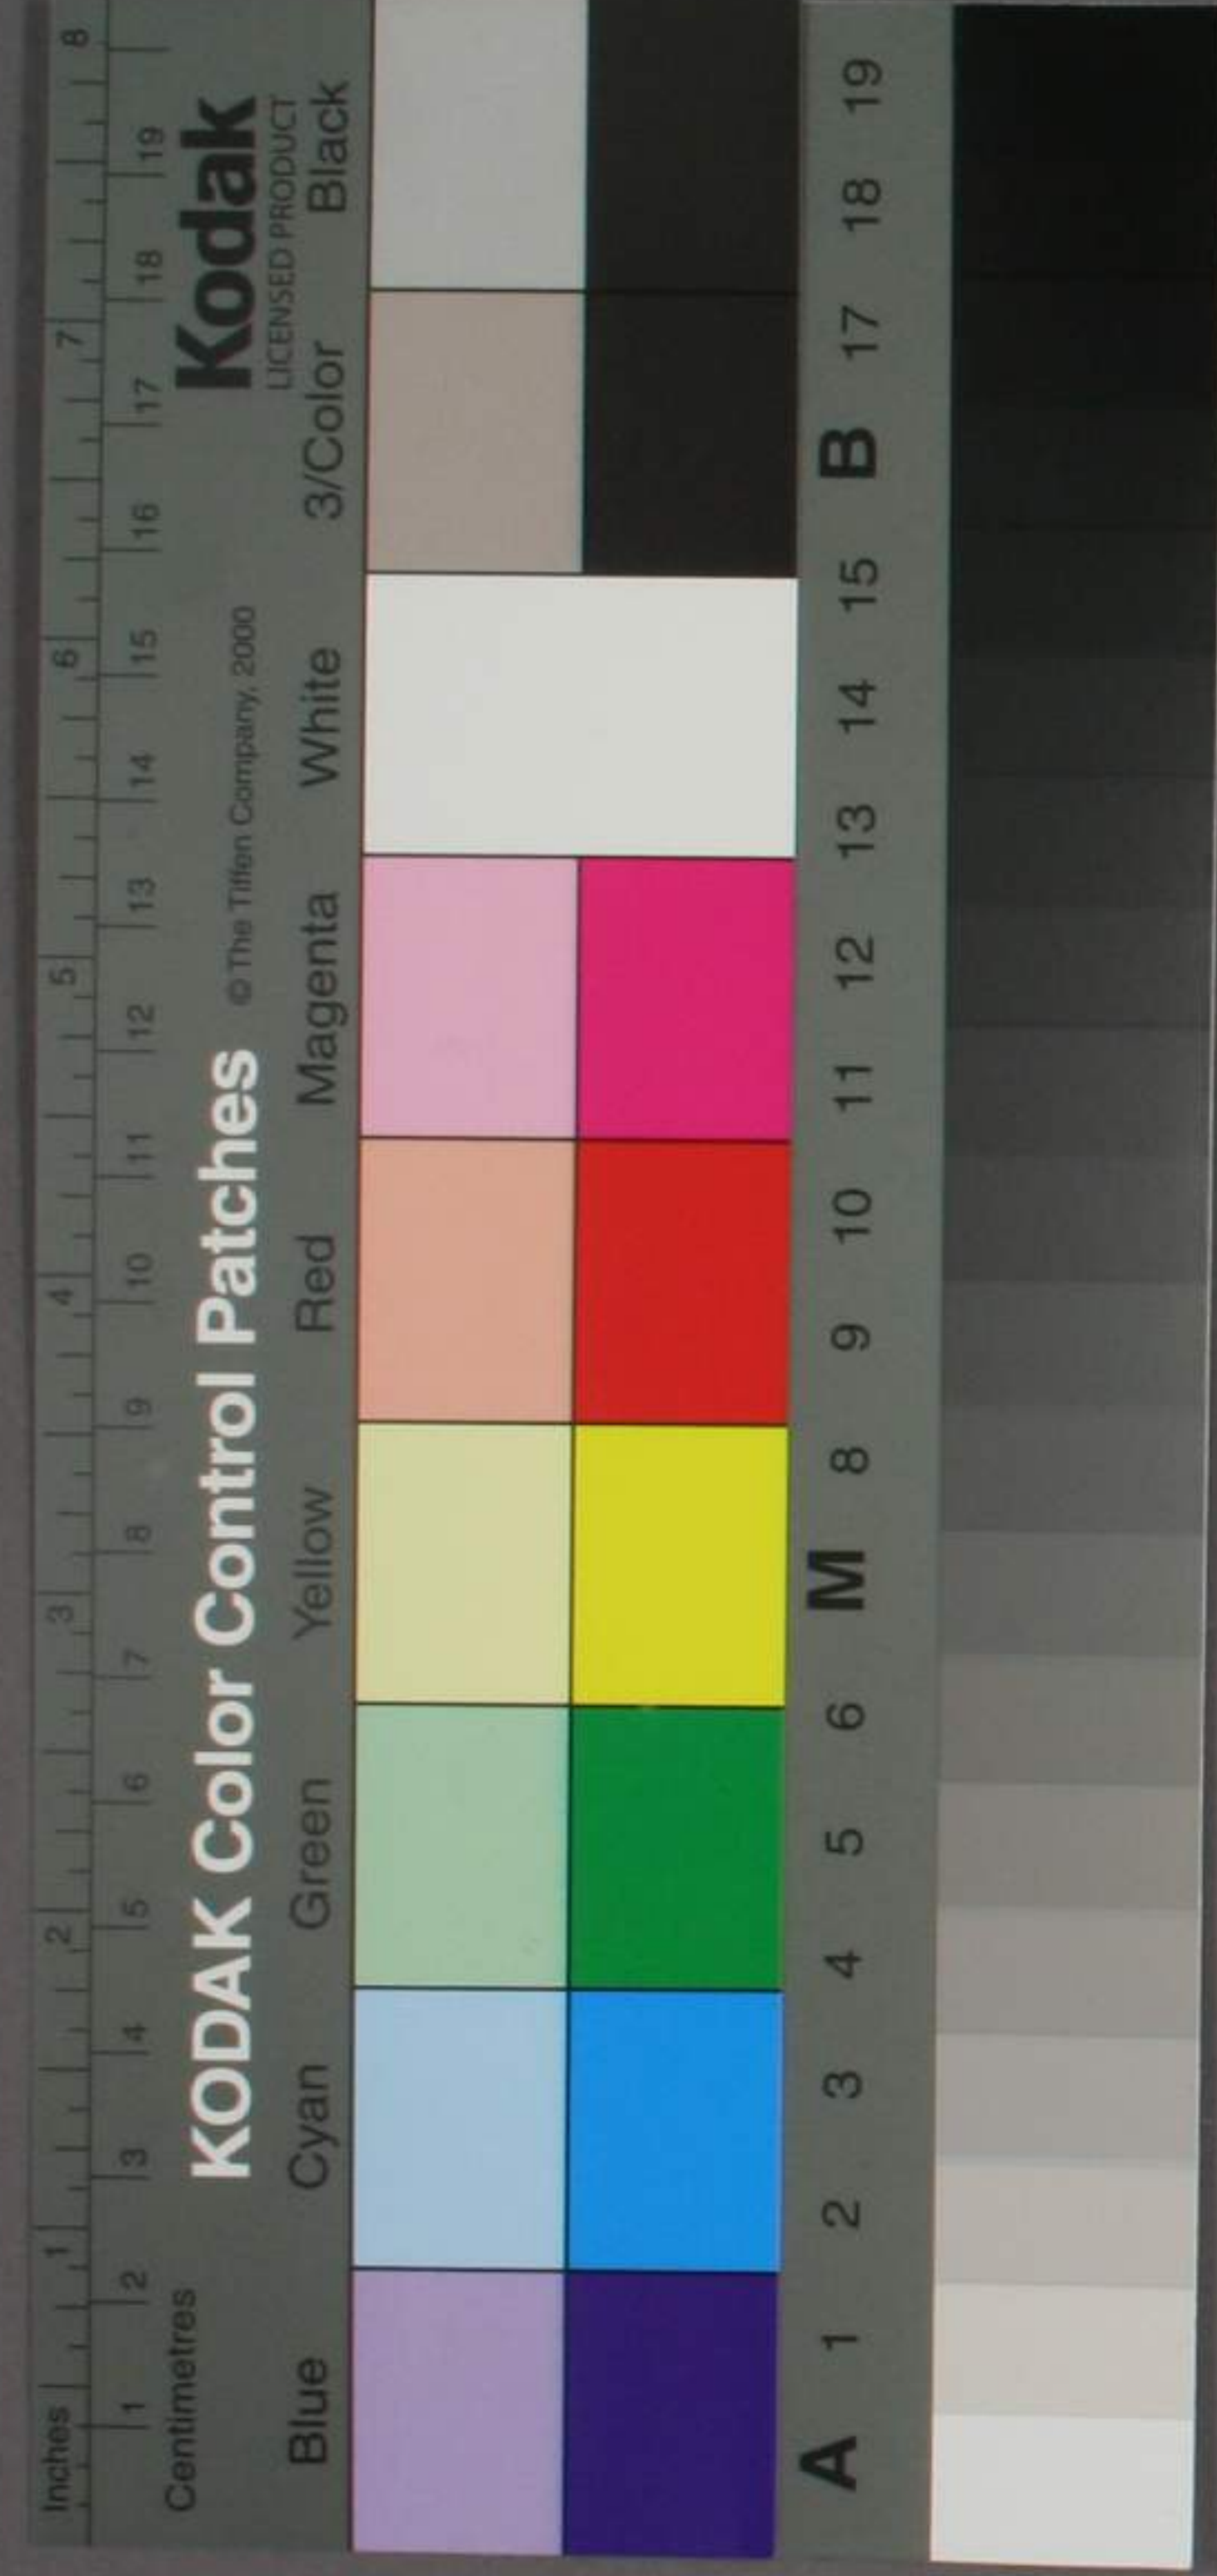 Inches 1 2 3 4 5 6 7 8
Centimetres 1 2 3 4 5 6 7 8 9 10 11 12 13 14 15 16 17 18 19
KODAK Color Control Patches © The Tiffen Company, 2000 Kodak
LICENSED PRODUCT
Blue Cyan Green Yellow Red Magenta White 3/Color Black
A 1 2 3 4 5 6 M 8 9 10 11 12 13 14 15 B 17 18 19